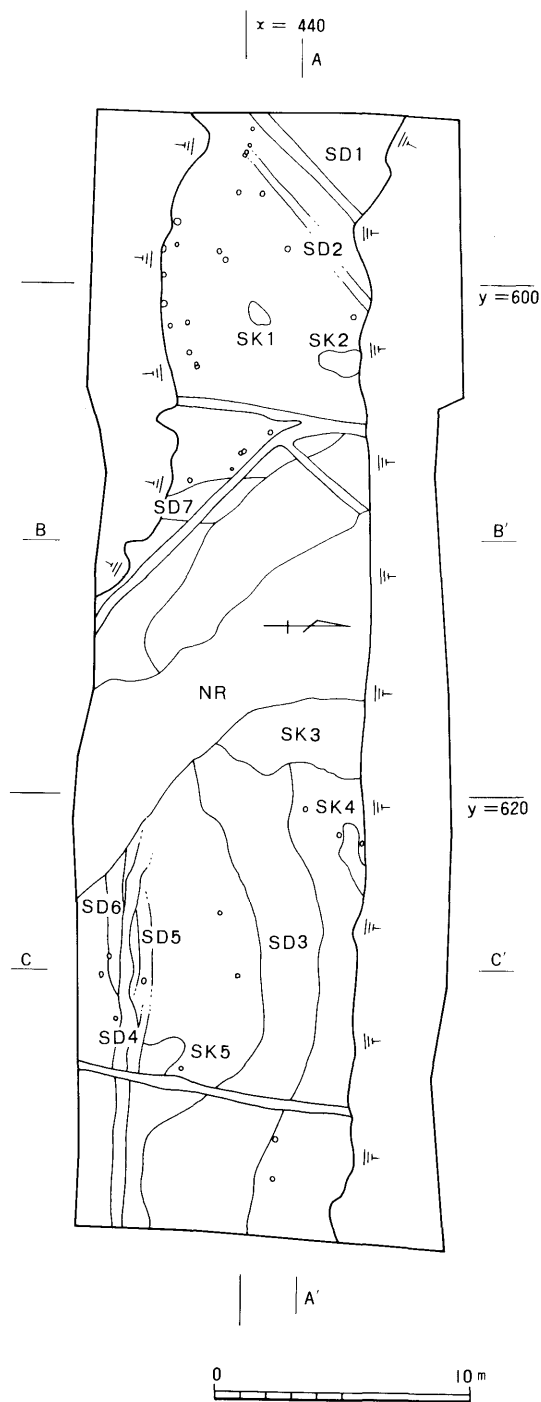 x = 440
A
SD1
SD2
y = 600
SK1
SK2
SD7
B
B'
NR
SK3
SK4
y = 620
SD6
SD5
SD3
C
C'
SD4
SK5
A'
0
10 m